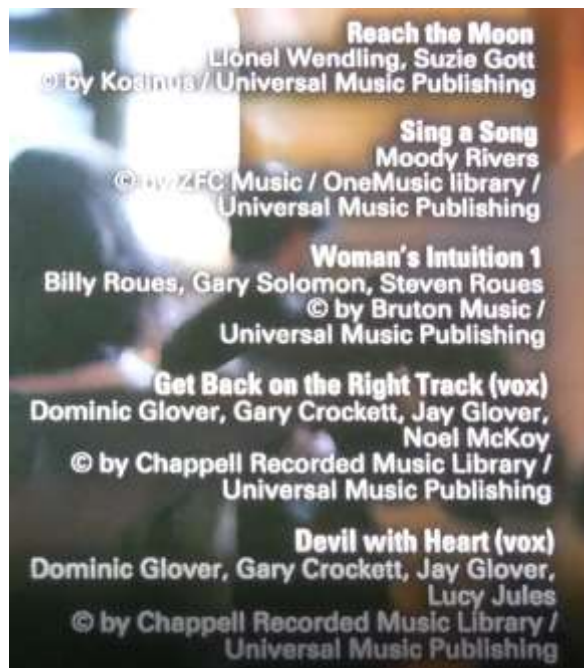 Reach the Moon
Lionel Wendling, Suzie Gott
© by Kosinus / Universal Music Publishing
Sing a Song
Moody Rivers
© by ZFC Music / OneMusic library /
Universal Music Publishing
Woman's Intuition 1
Billy Roues, Gary Solomon, Steven Roues
© by Bruton Music /
Universal Music Publishing
Get Back on the Right Track (vox)
Dominic Glover, Gary Crockett, Jay Glover,
Noel McKoy
© by Chappell Recorded Music Library /
Universal Music Publishing
Devil with Heart (vox)
Dominic Glover, Gary Crockett, Jay Glover,
Lucy Jules
© by Chappell Recorded Music Library /
Universal Music Publishing